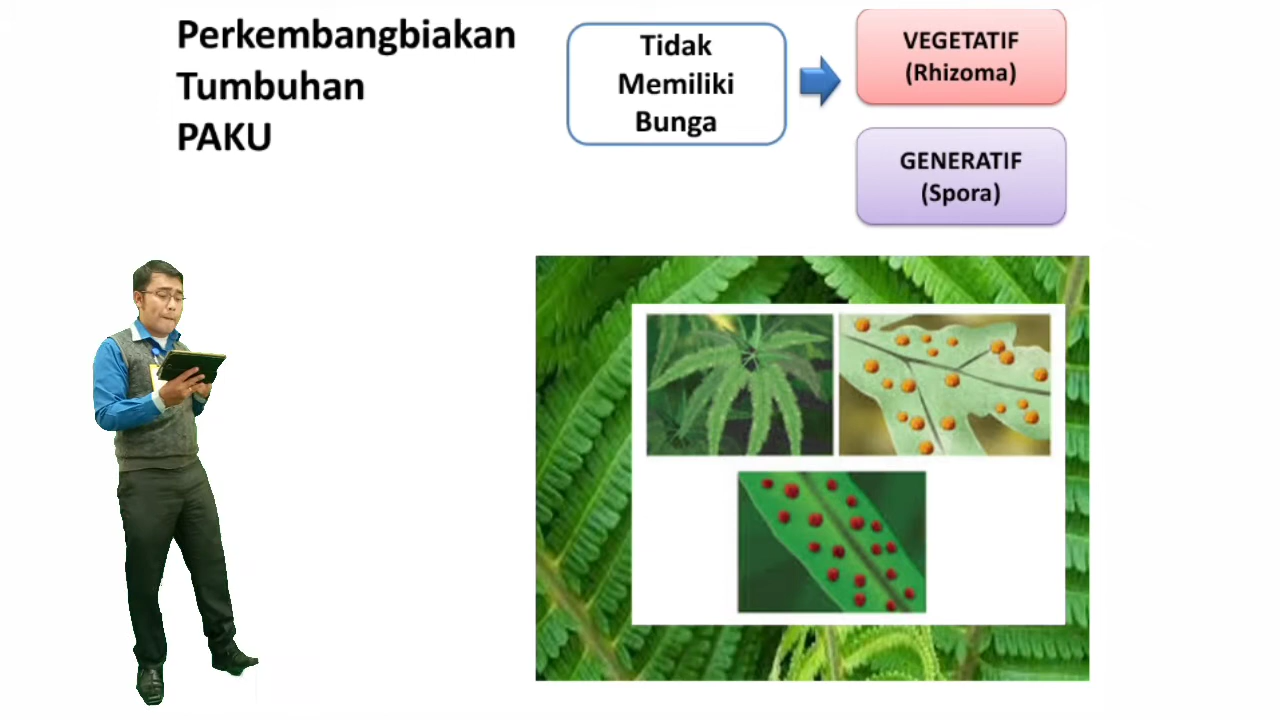 Perkembangbiakan
Tumbuhan
PAKU
Tidak
Memiliki
Bunga
VEGETATIF
(Rhizoma)
GENERATIF
(Spora)